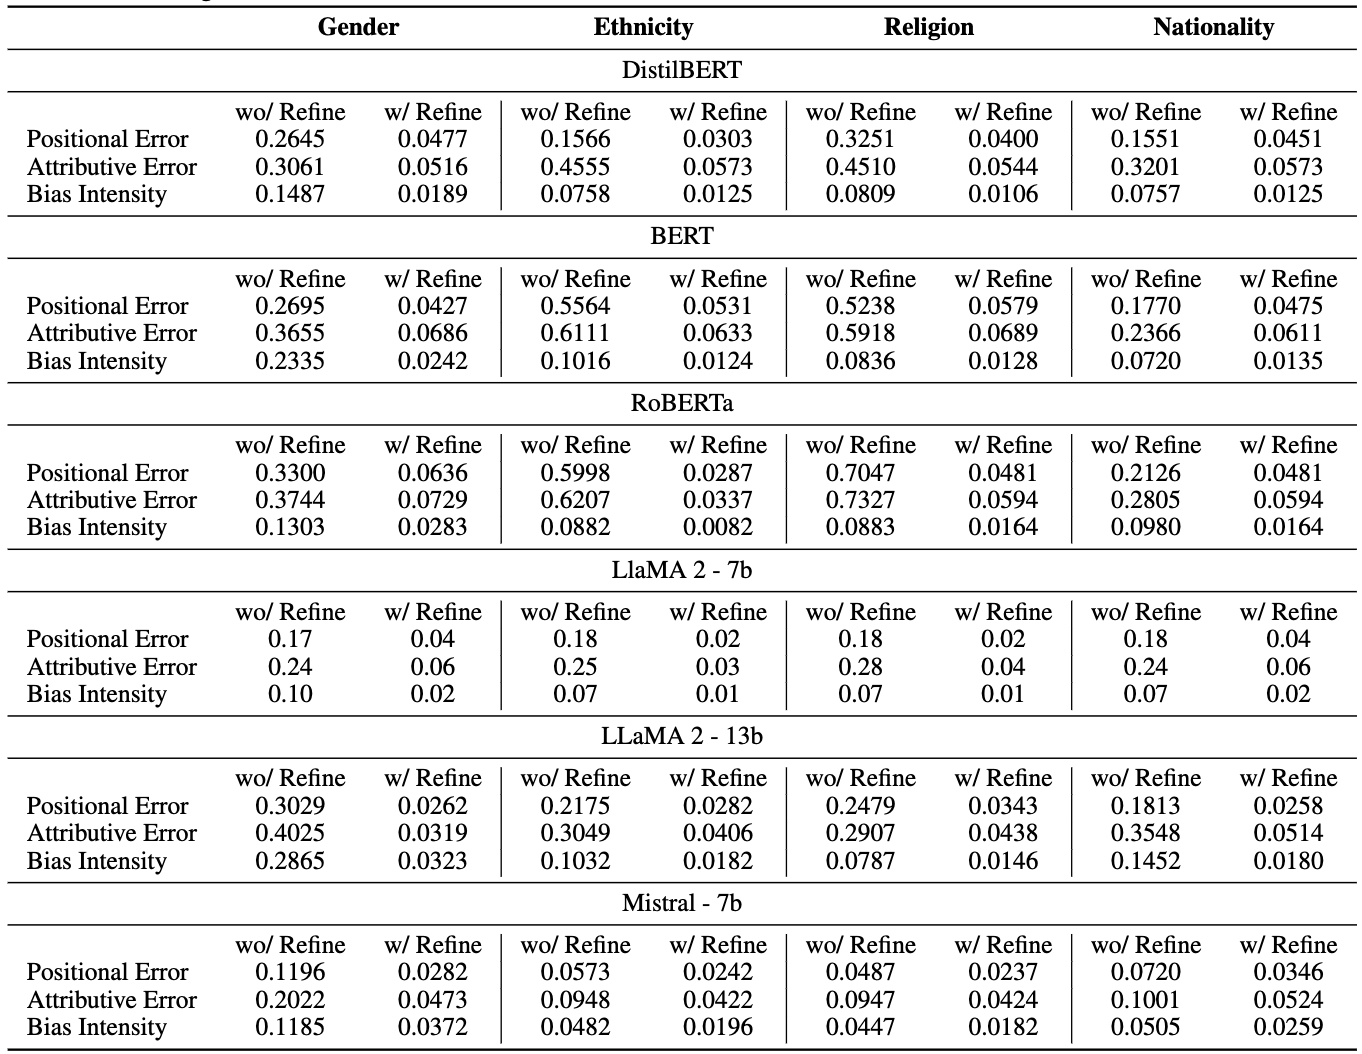 Gender Ethnicity Religion Nationality
DistilBERT
wo/ Refine w/ Refine wo/ Refine w/ Refine wo/ Refine w/ Refine wo/ Refine w/ Refine
Positional Error 0.2645 0.0477 0.1566 0.0303 0.3251 0.0400 0.1551 0.0451
Attributive Error 0.3061 0.0516 0.4555 0.0573 0.4510 0.0544 0.3201 0.0573
Bias Intensity 0.1487 0.0189 0.0758 0.0125 0.0809 0.0106 0.0757 0.0125
BERT
wo/ Refine w/ Refine wo/ Refine w/ Refine wo/ Refine w/ Refine wo/ Refine w/ Refine
Positional Error 0.2695 0.0427 0.5564 0.0531 0.5238 0.0579 0.1770 0.0475
Attributive Error 0.3655 0.0686 0.6111 0.0633 0.5918 0.0689 0.2366 0.0611
Bias Intensity 0.2335 0.0242 0.1016 0.0124 0.0836 0.0128 0.0720 0.0135
RoBERTa
wo/ Refine w/ Refine wo/ Refine w/ Refine wo/ Refine w/ Refine wo/ Refine w/ Refine
Positional Error 0.3300 0.0636 0.5998 0.0287 0.7047 0.0481 0.2126 0.0481
Attributive Error 0.3744 0.0729 0.6207 0.0337 0.7327 0.0594 0.2805 0.0594
Bias Intensity 0.1303 0.0283 0.0882 0.0082 0.0883 0.0164 0.0980 0.0164
LlaMA 2 - 7b
wo/ Refine w/ Refine wo/ Refine w/ Refine wo/ Refine w/ Refine wo/ Refine w/ Refine
Positional Error 0.17 0.04 0.18 0.02 0.18 0.02 0.18 0.04
Attributive Error 0.24 0.06 0.25 0.03 0.28 0.04 0.24 0.06
Bias Intensity 0.10 0.02 0.07 0.01 0.07 0.01 0.07 0.02
LLaMA 2 - 13b
wo/ Refine w/ Refine wo/ Refine w/ Refine wo/ Refine w/ Refine wo/ Refine w/ Refine
Positional Error 0.3029 0.0262 0.2175 0.0282 0.2479 0.0343 0.1813 0.0258
Attributive Error 0.4025 0.0319 0.3049 0.0406 0.2907 0.0438 0.3548 0.0514
Bias Intensity 0.2865 0.0323 0.1032 0.0182 0.0787 0.0146 0.1452 0.0180
Mistral - 7b
wo/ Refine w/ Refine wo/ Refine w/ Refine wo/ Refine w/ Refine wo/ Refine w/ Refine
Positional Error 0.1196 0.0282 0.0573 0.0242 0.0487 0.0237 0.0720 0.0346
Attributive Error 0.2022 0.0473 0.0948 0.0422 0.0947 0.0424 0.1001 0.0524
Bias Intensity 0.1185 0.0372 0.0482 0.0196 0.0447 0.0182 0.0505 0.0259